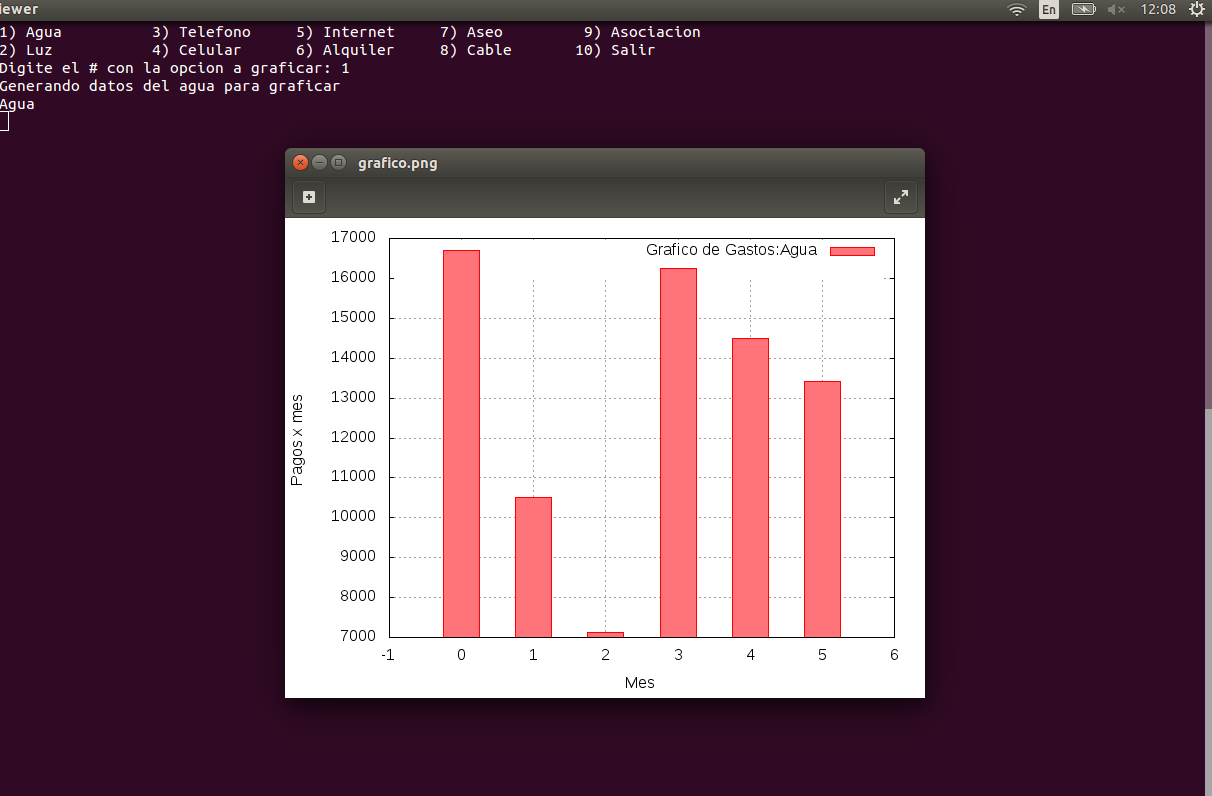 iewer En 12:08
1) Agua 3) Telefono 5) Internet 7) Aseo 9) Asociacion
2) Luz 4) Celular 6) Alquiler 8) Cable 10) Salir
Digite el # con la opcion a graficar: 1
Generando datos del agua para graficar
Agua
grafico.png
Grafico de Gastos:Agua
17000
16000
15000
14000
13000
12000
11000
10000
9000
8000
7000
Pagos x mes
-1 0 1 2 3 4 5 6
Mes